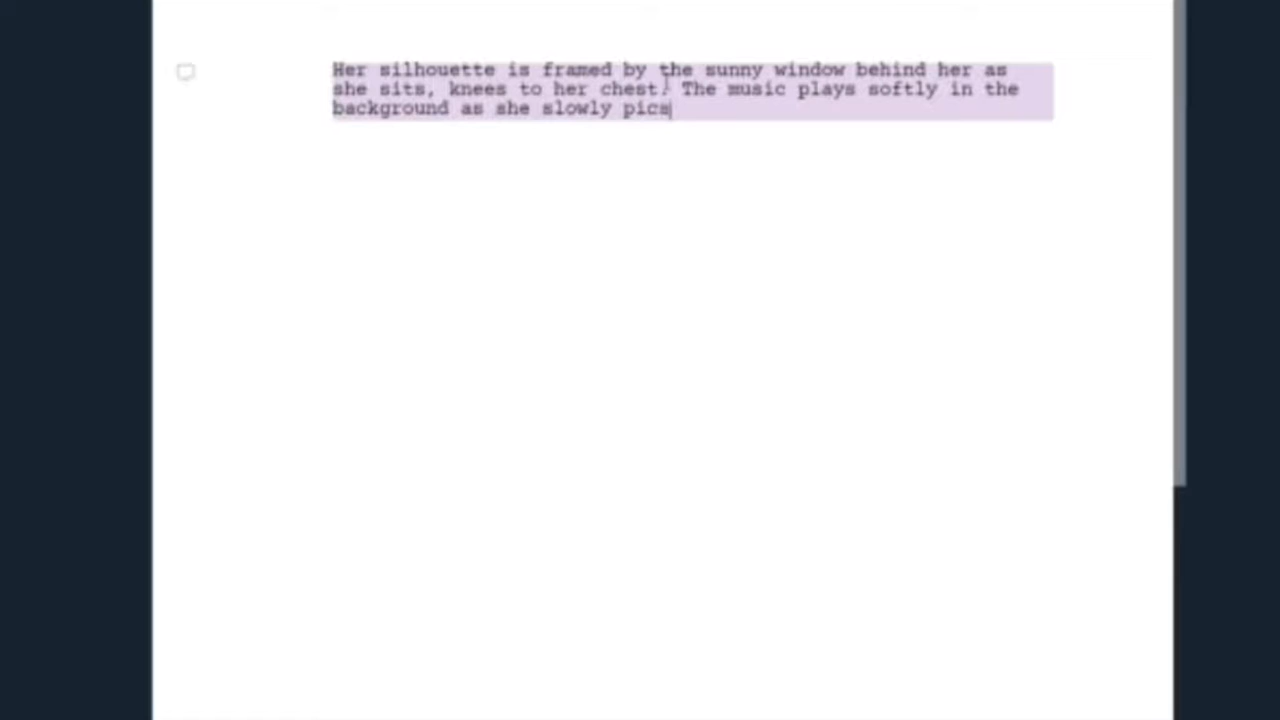 Her silhouette is framed by the sunny window behind her as
she sits, knees to her chest. The music plays softly in the
background as she slowly pics